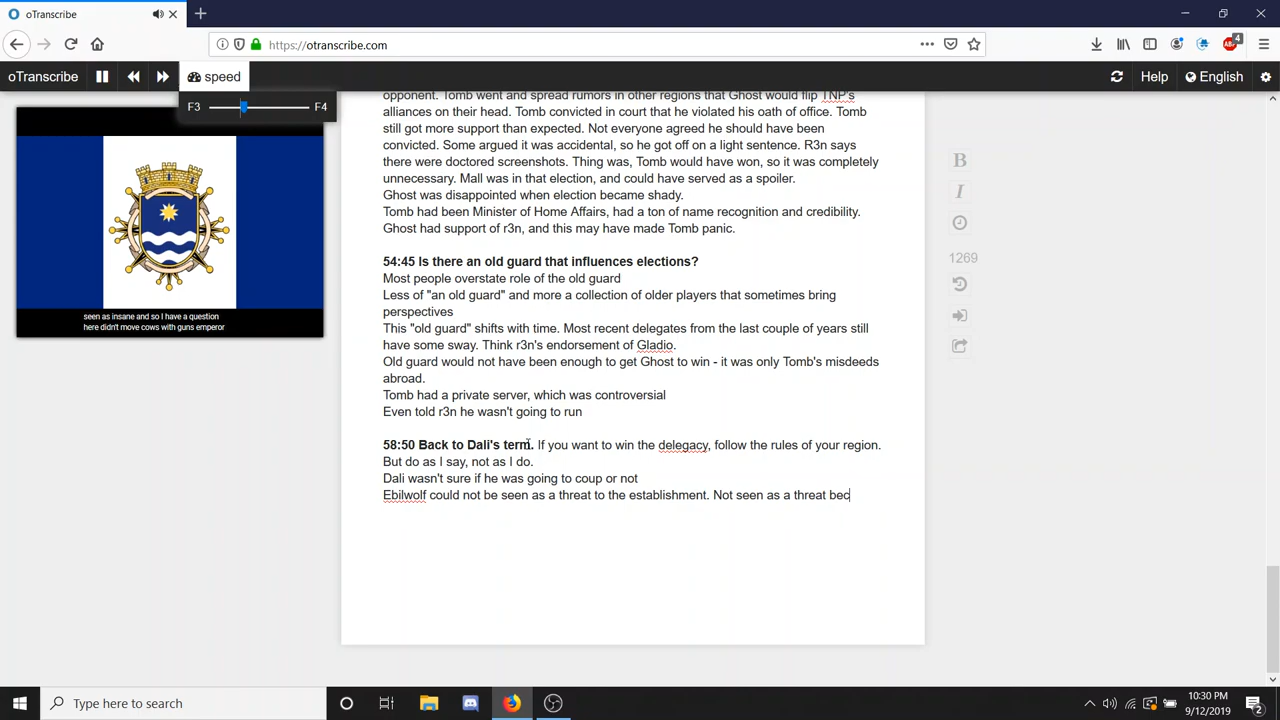 oTranscribe
https://otranscribe.com
4
oTranscribe
speed
Help
English
F3
F4
seen as insane and so I have a question
here didn't move cows with guns emperor
opponent. Tomb went and spread rumors in other regions that Ghost would flip TNP's
alliances on their head. Tomb convicted in court that he violated his oath of office. Tomb
still got more support than expected. Not everyone agreed he should have been
convicted. Some argued it was accidental, so he got off on a light sentence. R3n says
there were doctored screenshots. Thing was, Tomb would have won, so it was completely
unnecessary. Mall was in that election, and could have served as a spoiler.
Ghost was disappointed when election became shady.
Tomb had been Minister of Home Affairs, had a ton of name recognition and credibility.
Ghost had support of r3n, and this may have made Tomb panic.
54:45 Is there an old guard that influences elections?
Most people overstate role of the old guard
Less of "an old guard" and more a collection of older players that sometimes bring
perspectives
This "old guard" shifts with time. Most recent delegates from the last couple of years still
have some sway. Think r3n's endorsement of Gladio.
Old guard would not have been enough to get Ghost to win - it was only Tomb's misdeeds
abroad.
Tomb had a private server, which was controversial
Even told r3n he wasn't going to run
58:50 Back to Dali's term. If you want to win the delegacy, follow the rules of your region.
But do as I say, not as I do.
Dali wasn't sure if he was going to coup or not
Ebilwolf could not be seen as a threat to the establishment. Not seen as a threat bec
B
I
1269
Type here to search
10:30 PM
9/12/2019
2